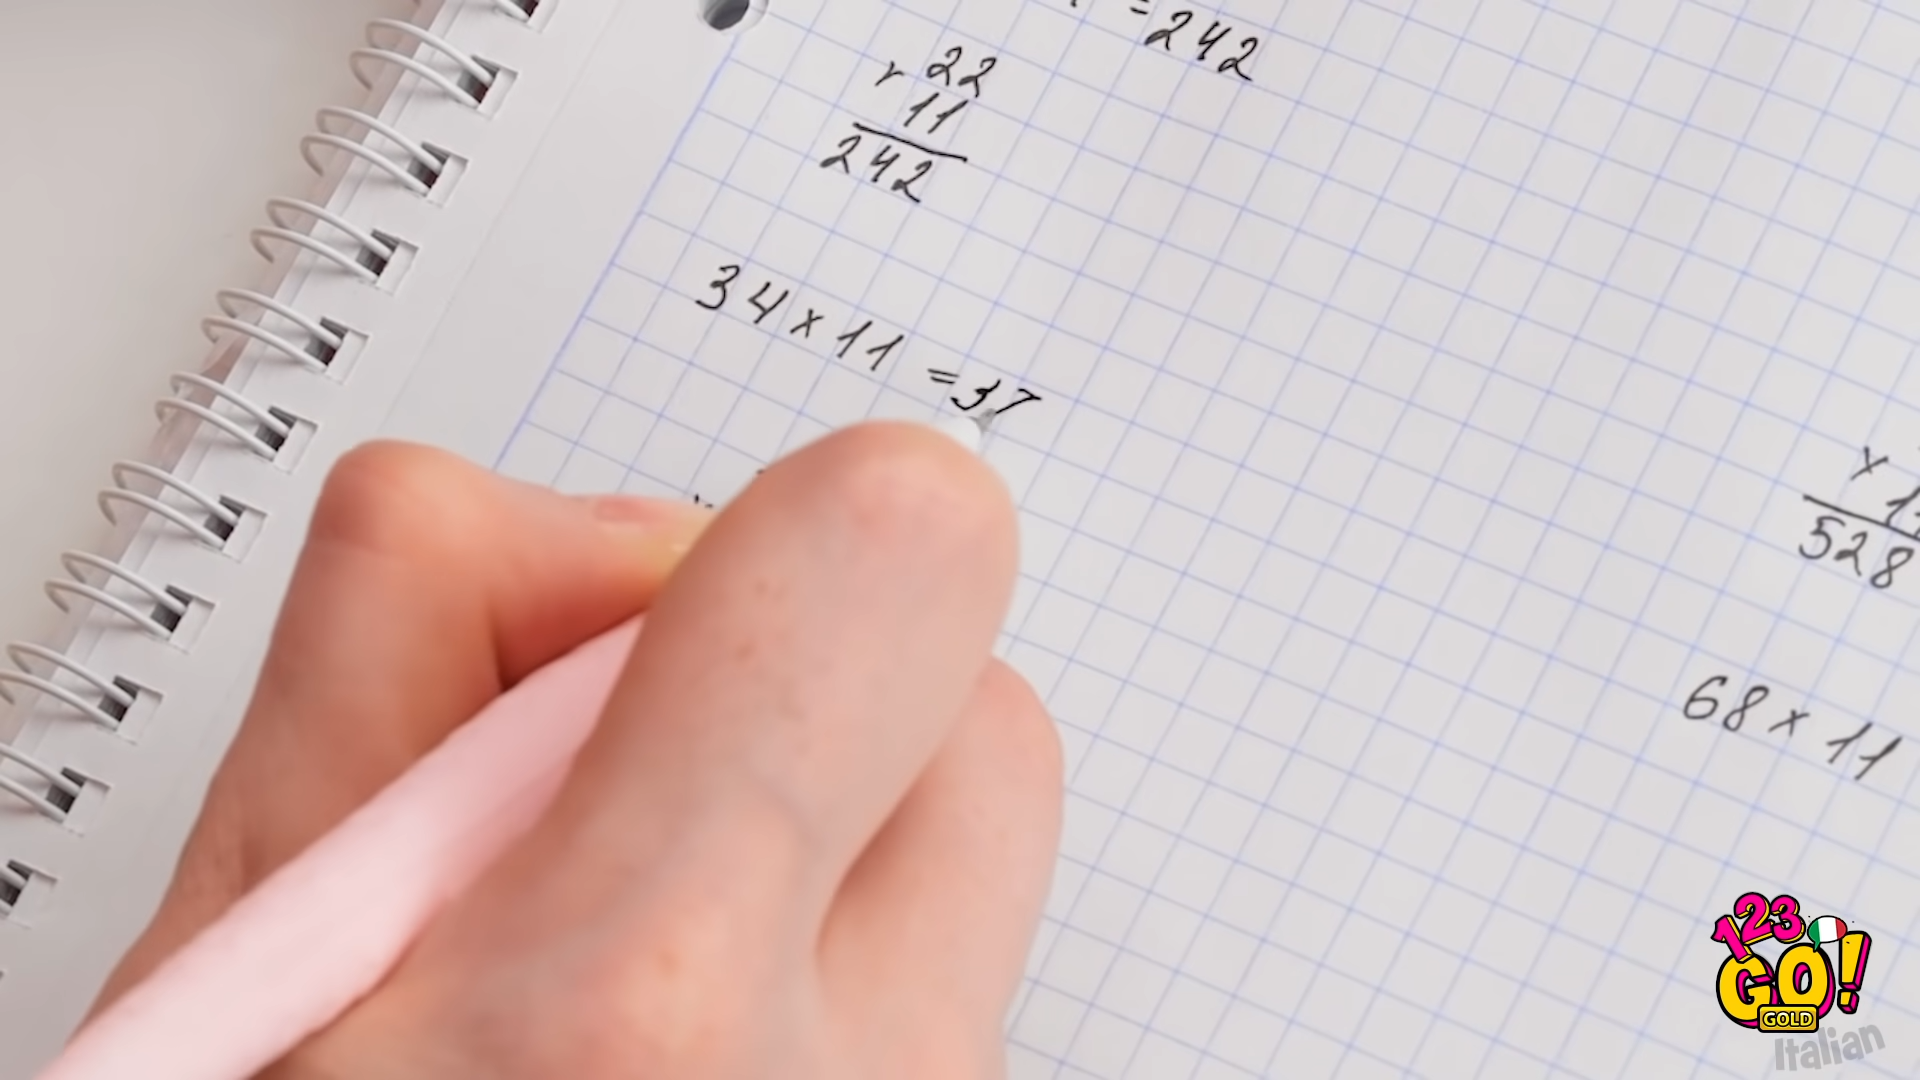 = 242
22
11
242
34 × 11 = 37
×
528
68 × 11
123
GO!
GOLD
Italian